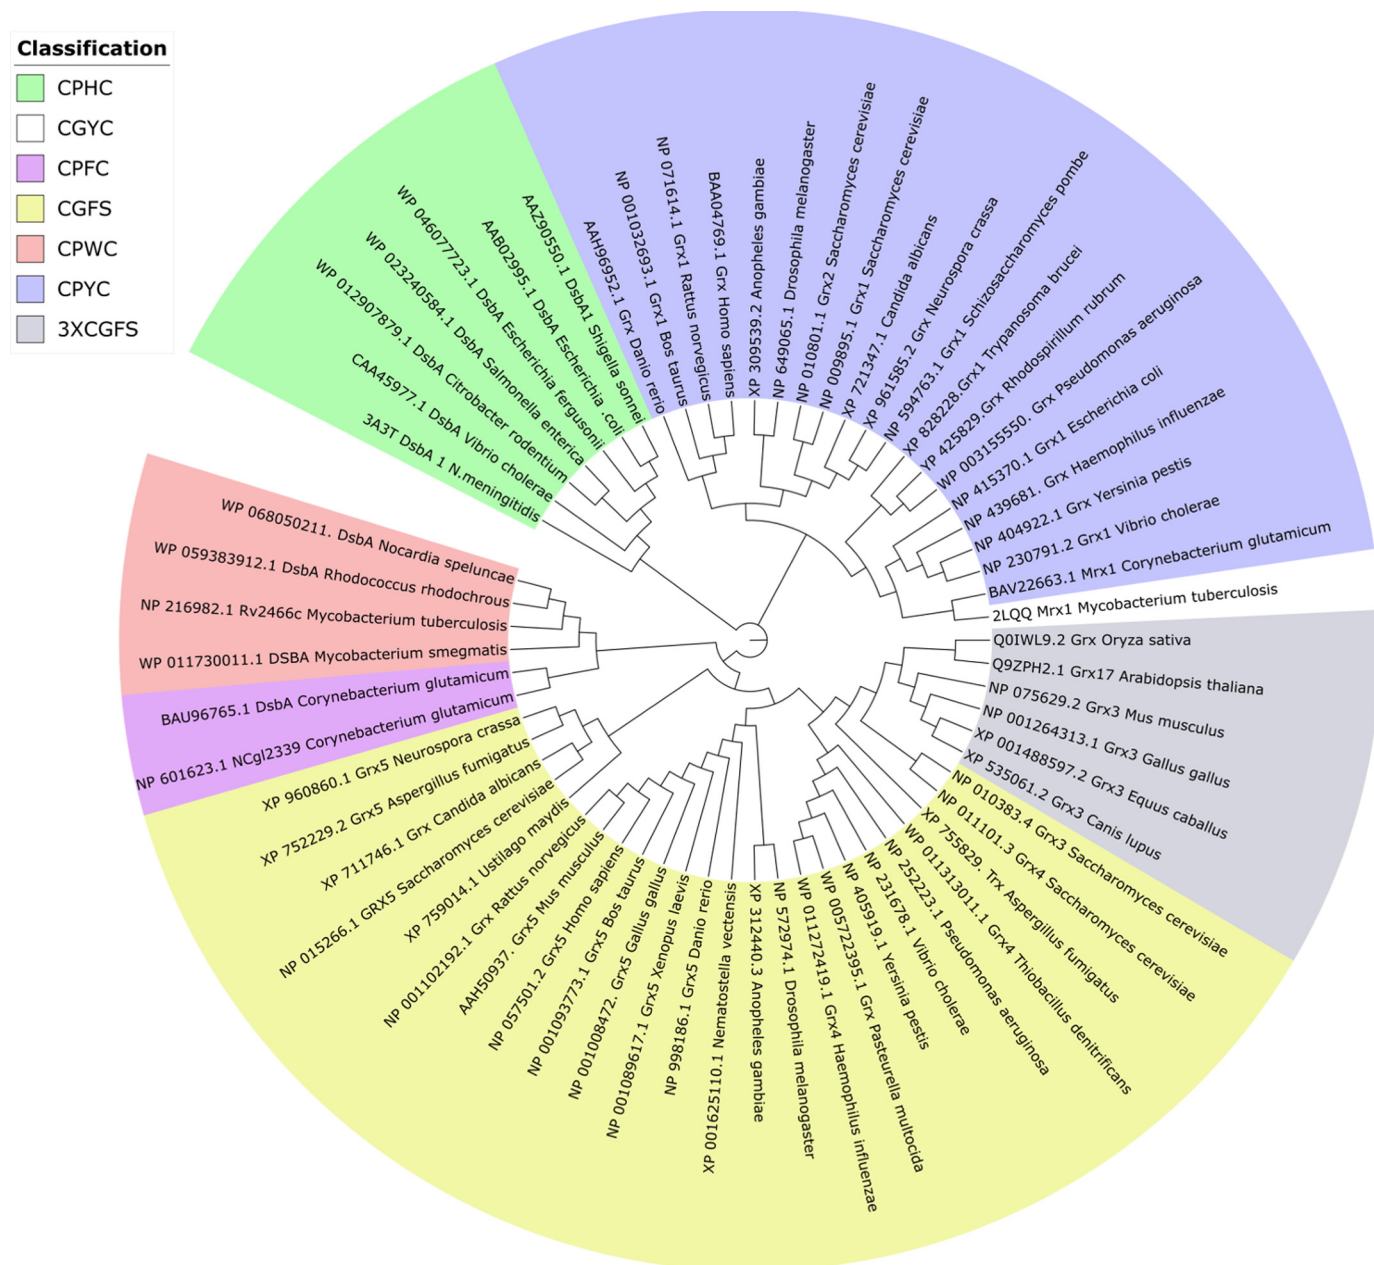 Classification
CPHC
CGYC
CPFC
CGFS
CPWC
CPYC
3XCGFS
3A3T DsbA 1 N.meningitidis
CAA45977.1 DsbA Vibrio cholerae
WP 012907879.1 DsbA Citrobacter rodentium
WP 023240584.1 DsbA Salmonella enterica
WP 046077723.1 DsbA Escherichia fergusonii
AAB02995.1 DsbA Escherichia .coli
AAZ90550.1 DsbA1 Shigella sonnei
AAH96952.1 Grx Danio rerio
NP 001032693.1 Grx1 Bos taurus
NP 071614.1 Grx1 Rattus norvegicus
BAA04769.1 Grx Homo sapiens
XP 309539.2 Anopheles gambiae
NP 649065.1 Drosophila melanogaster
NP 010801.1 Grx2 Saccharomyces cerevisiae
NP 009895.1 Grx1 Saccharomyces cerevisiae
XP 721347.1 Candida albicans
XP 961585.2 Grx Neurospora crassa
NP 594763.1 Grx1 Schizosaccharomyces pombe
XP 828228.Grx1 Trypanosoma brucei
YP 425829.Grx Rhodospirillum rubrum
WP 003155550. Grx Pseudomonas aeruginosa
NP 415370.1 Grx1 Escherichia coli
NP 439681. Grx Haemophilus influenzae
NP 404922.1 Grx Yersinia pestis
NP 230791.2 Grx1 Vibrio cholerae
BAV22663.1 Mrx1 Corynebacterium glutamicum
2LQQ Mrx1 Mycobacterium tuberculosis
Q0IWL9.2 Grx Oryza sativa
Q9ZPH2.1 Grx17 Arabidopsis thaliana
NP 075629.2 Grx3 Mus musculus
NP 001264313.1 Grx3 Gallus gallus
XP 001488597.2 Grx3 Equus caballus
XP 535061.2 Grx3 Canis lupus
NP 010383.4 Grx3 Saccharomyces cerevisiae
NP 011101.3 Grx4 Saccharomyces cerevisiae
XP 755829. Trx Aspergillus fumigatus
WP 011313011.1 Grx4 Thiobacillus denitrificans
NP 252223.1 Pseudomonas aeruginosa
NP 231678.1 Vibrio cholerae
NP 405919.1 Yersinia pestis
WP 005722395.1 Grx Pasteurella multocida
WP 011272419.1 Grx4 Haemophilus influenzae
NP 572974.1 Drosophila melanogaster
XP 312440.3 Anopheles gambiae
XP 001625110.1 Nematostella vectensis
NP 998186.1 Grx5 Danio rerio
NP 001089617.1 Grx5 Xenopus laevis
NP 001008472. Grx5 Gallus gallus
NP 001093773.1 Grx5 Bos taurus
NP 057501.2 Grx5 Homo sapiens
AAH50937. Grx5 Mus musculus
NP 001102192.1 Grx Rattus norvegicus
XP 759014.1 Ustilago maydis
NP 015266.1 GRX5 Saccharomyces cerevisiae
XP 711746.1 Grx Candida albicans
XP 752229.2 Grx5 Aspergillus fumigatus
XP 960860.1 Grx5 Neurospora crassa
NP 601623.1 NCgl2339 Corynebacterium glutamicum
BAU96765.1 DsbA Corynebacterium glutamicum
WP 011730011.1 DSBA Mycobacterium smegmatis
NP 216982.1 Rv2466c Mycobacterium tuberculosis
WP 059383912.1 DsbA Rhodococcus rhodochrous
WP 068050211. DsbA Nocardia speluncae